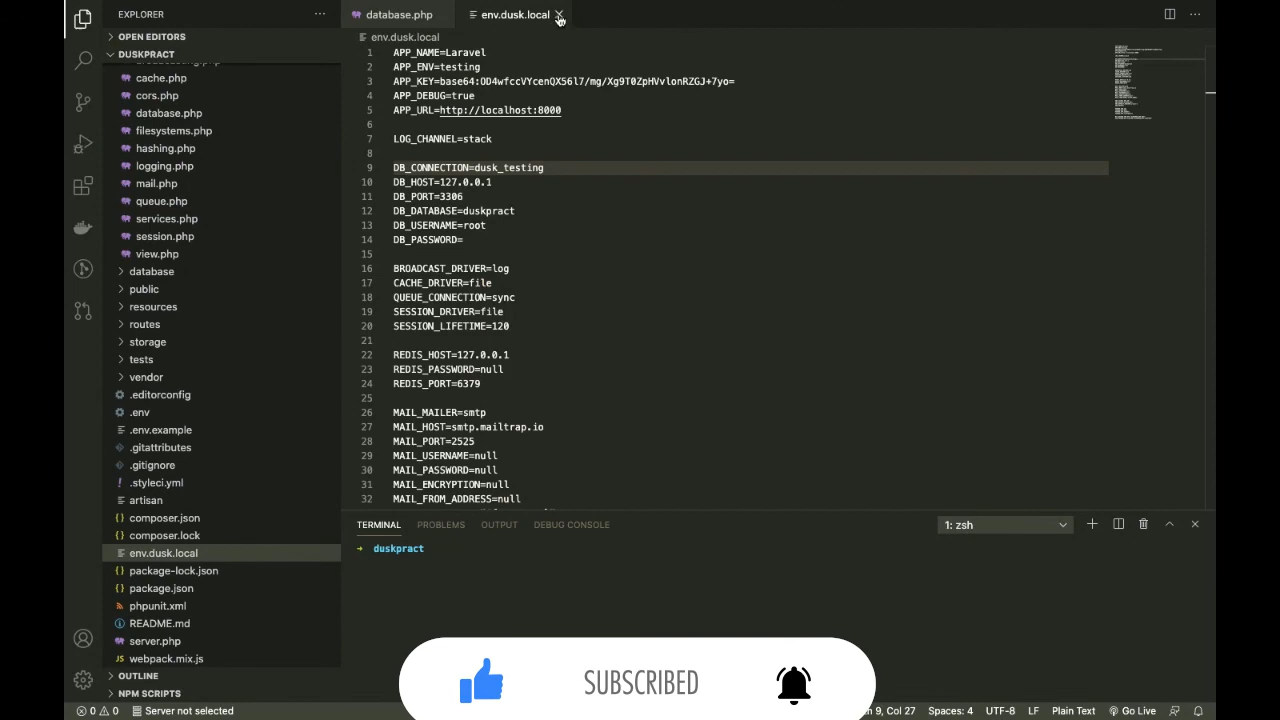 EXPLORER
OPEN EDITORS
DUSKPRACT
cache.php
cors.php
database.php
filesystems.php
hashing.php
logging.php
mail.php
queue.php
services.php
session.php
view.php
database
public
resources
routes
storage
tests
vendor
.editorconfig
.env
.env.example
.gitattributes
.gitignore
.styleci.yml
artisan
composer.json
composer.lock
env.dusk.local
package-lock.json
package.json
phpunit.xml
README.md
server.php
webpack.mix.js
OUTLINE
NPM SCRIPTS
database.php
env.dusk.local
env.dusk.local
1 APP_NAME=Laravel
2 APP_ENV=testing
3 APP_KEY=base64:OD4wfccVYcenQX56l7/mg/Xg9T0ZpHVvlonRZGJ+7yo=
4 APP_DEBUG=true
5 APP_URL=http://localhost:8000
6
7 LOG_CHANNEL=stack
8
9 DB_CONNECTION=dusk_testing
10 DB_HOST=127.0.0.1
11 DB_PORT=3306
12 DB_DATABASE=duskpract
13 DB_USERNAME=root
14 DB_PASSWORD=
15
16 BROADCAST_DRIVER=log
17 CACHE_DRIVER=file
18 QUEUE_CONNECTION=sync
19 SESSION_DRIVER=file
20 SESSION_LIFETIME=120
21
22 REDIS_HOST=127.0.0.1
23 REDIS_PASSWORD=null
24 REDIS_PORT=6379
25
26 MAIL_MAILER=smtp
27 MAIL_HOST=smtp.mailtrap.io
28 MAIL_PORT=2525
29 MAIL_USERNAME=null
30 MAIL_PASSWORD=null
31 MAIL_ENCRYPTION=null
32 MAIL_FROM_ADDRESS=null
TERMINAL PROBLEMS OUTPUT DEBUG CONSOLE 1: zsh
duskpract
SUBSCRIBED
0 0 Server not selected 9, Col 27 Spaces: 4 UTF-8 LF Plain Text Go Live